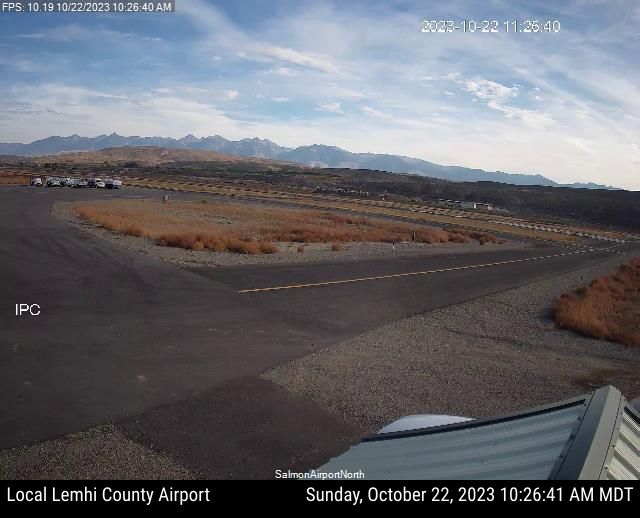 FPS: 10.19 10/22/2023 10:26:40 AM
2023-10-22 11:26:40
IPC
SalmonAirportNorth
Local Lemhi County Airport
Sunday, October 22, 2023 10:26:41 AM MDT